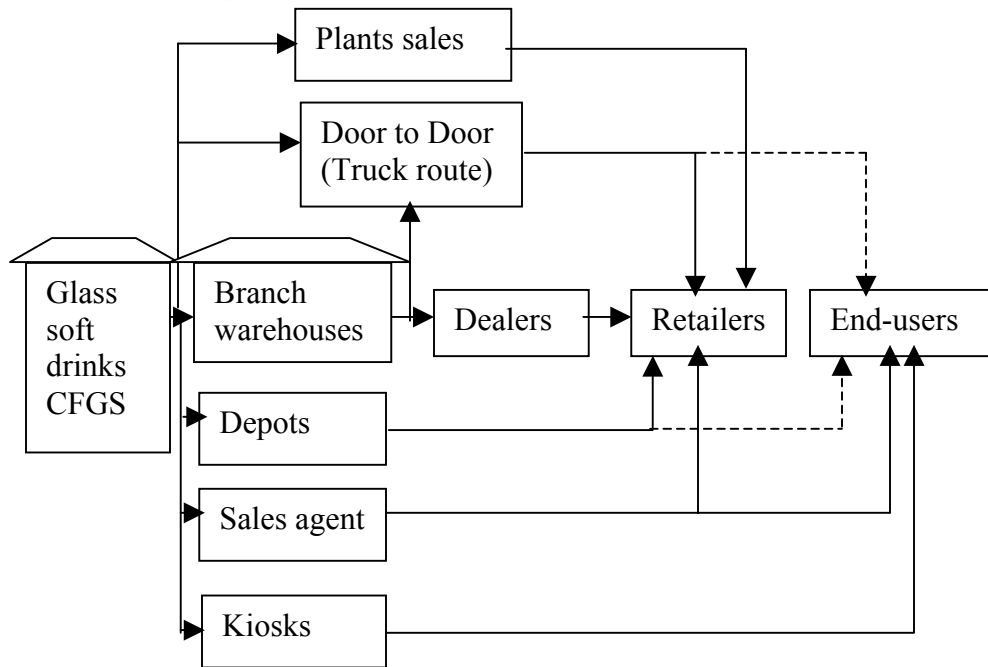 Plants sales
Door to Door
(Truck route)
Glass
soft
drinks
CFGS
Branch
warehouses
Dealers
Retailers
End-users
Depots
Sales agent
Kiosks